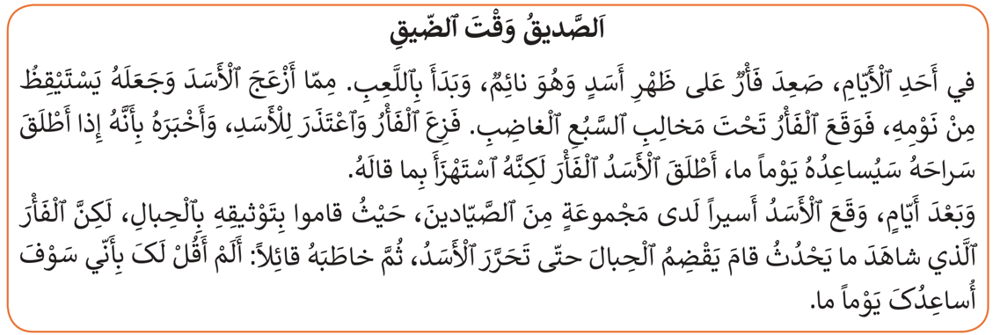 اَلصَّديقُ وَقْتَ ٱلضّيقِ
في أَحَدِ ٱلْأَيّامِ، صَعِدَ فَأْرٌ عَلى ظَهْرِ أَسَدٍ وَهُوَ نائِمٌ، وَبَدَأَ بِٱللَّعِبِ. مِمّا أَزْعَجَ ٱلْأَسَدَ وَجَعَلَهُ يَسْتَيْقِظُ
مِنْ نَوْمِهِ، فَوَقَعَ ٱلْفَأْرُ تَحْتَ مَخالِبِ ٱلسَّبُعِ ٱلْغاضِبِ. فَزِعَ ٱلْفَأْرُ وَٱعْتَذَرَ لِلْأَسَدِ، وَأَخْبَرَهُ بِأَنَّهُ إِذا أَطْلَقَ
سَراحَهُ سَيُساعِدُهُ يَوْماً ما، أَطْلَقَ ٱلْأَسَدُ ٱلْفَأْرَ لَكِنَّهُ ٱسْتَهْزَأَ بِما قالَهُ.
وَبَعْدَ أَيّامٍ، وَقَعَ ٱلْأَسَدُ أَسيراً لَدى مَجْموعَةٍ مِنَ ٱلصَّيّادينَ، حَيْثُ قاموا بِتَوْثيقِهِ بِٱلْحِبالِ، لَكِنَّ ٱلْفَأْرَ
ٱلَّذي شاهَدَ ما يَحْدُثُ قامَ يَقْضِمُ ٱلْحِبالَ حتّى تَحَرَّرَ ٱلْأَسَدُ، ثُمَّ خاطَبَهُ قائِلاً: أَلَمْ أَقُلْ لَکَ بِأَنّي سَوْفَ
أُساعِدُکَ يَوْماً ما.